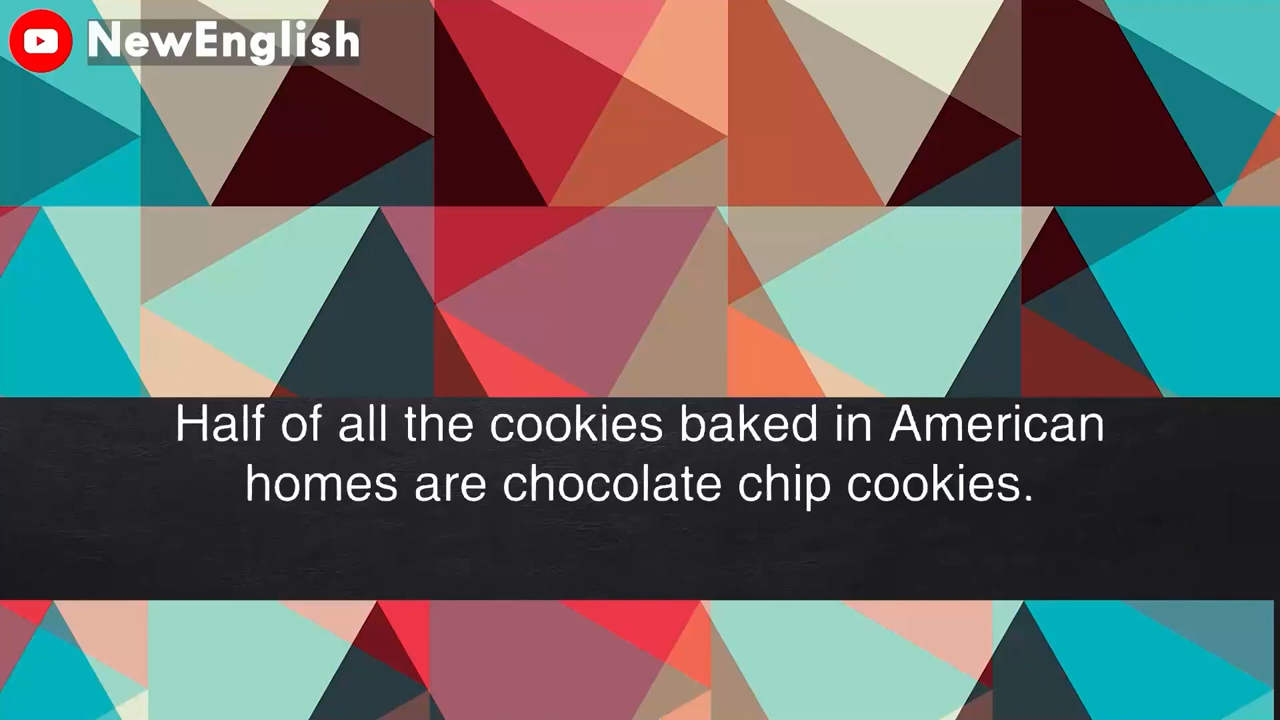 NewEnglish
Half of all the cookies baked in American
homes are chocolate chip cookies.